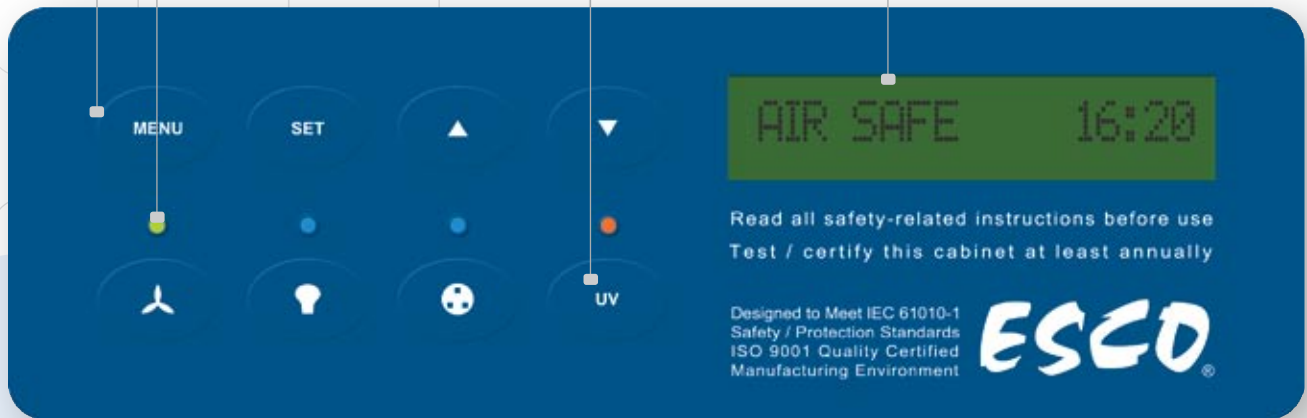 MENU SET
UV
AIR SAFE 16:20
Read all safety-related instructions before use
Test / certify this cabinet at least annually
Designed to Meet IEC 61010-1
Safety / Protection Standards
ISO 9001 Quality Certified
Manufacturing Environment
ESCO®